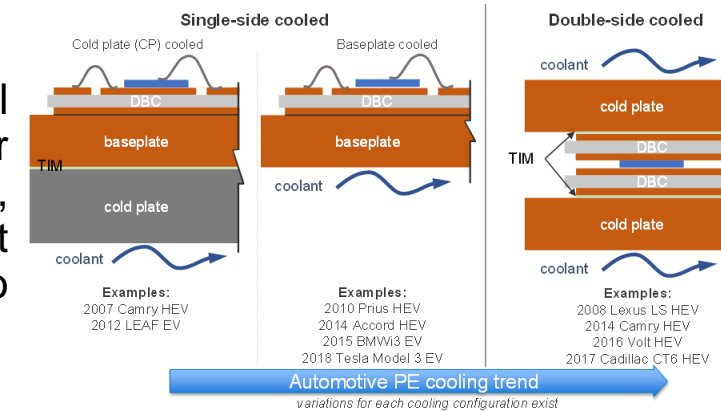 Single-side cooled
Double-side cooled
Cold plate (CP) cooled
Baseplate cooled
DBC
baseplate
TIM
cold plate
coolant
Examples:
2007 Camry HEV
2012 LEAF EV
DBC
baseplate
coolant
Examples:
2010 Prius HEV
2014 Accord HEV
2015 BMWi3 EV
2018 Tesla Model 3 EV
coolant
cold plate
DBC
TIM
DBC
cold plate
coolant
Examples:
2008 Lexus LS HEV
2014 Camry HEV
2016 Volt HEV
2017 Cadillac CT6 HEV
Automotive PE cooling trend
variations for each cooling configuration exist